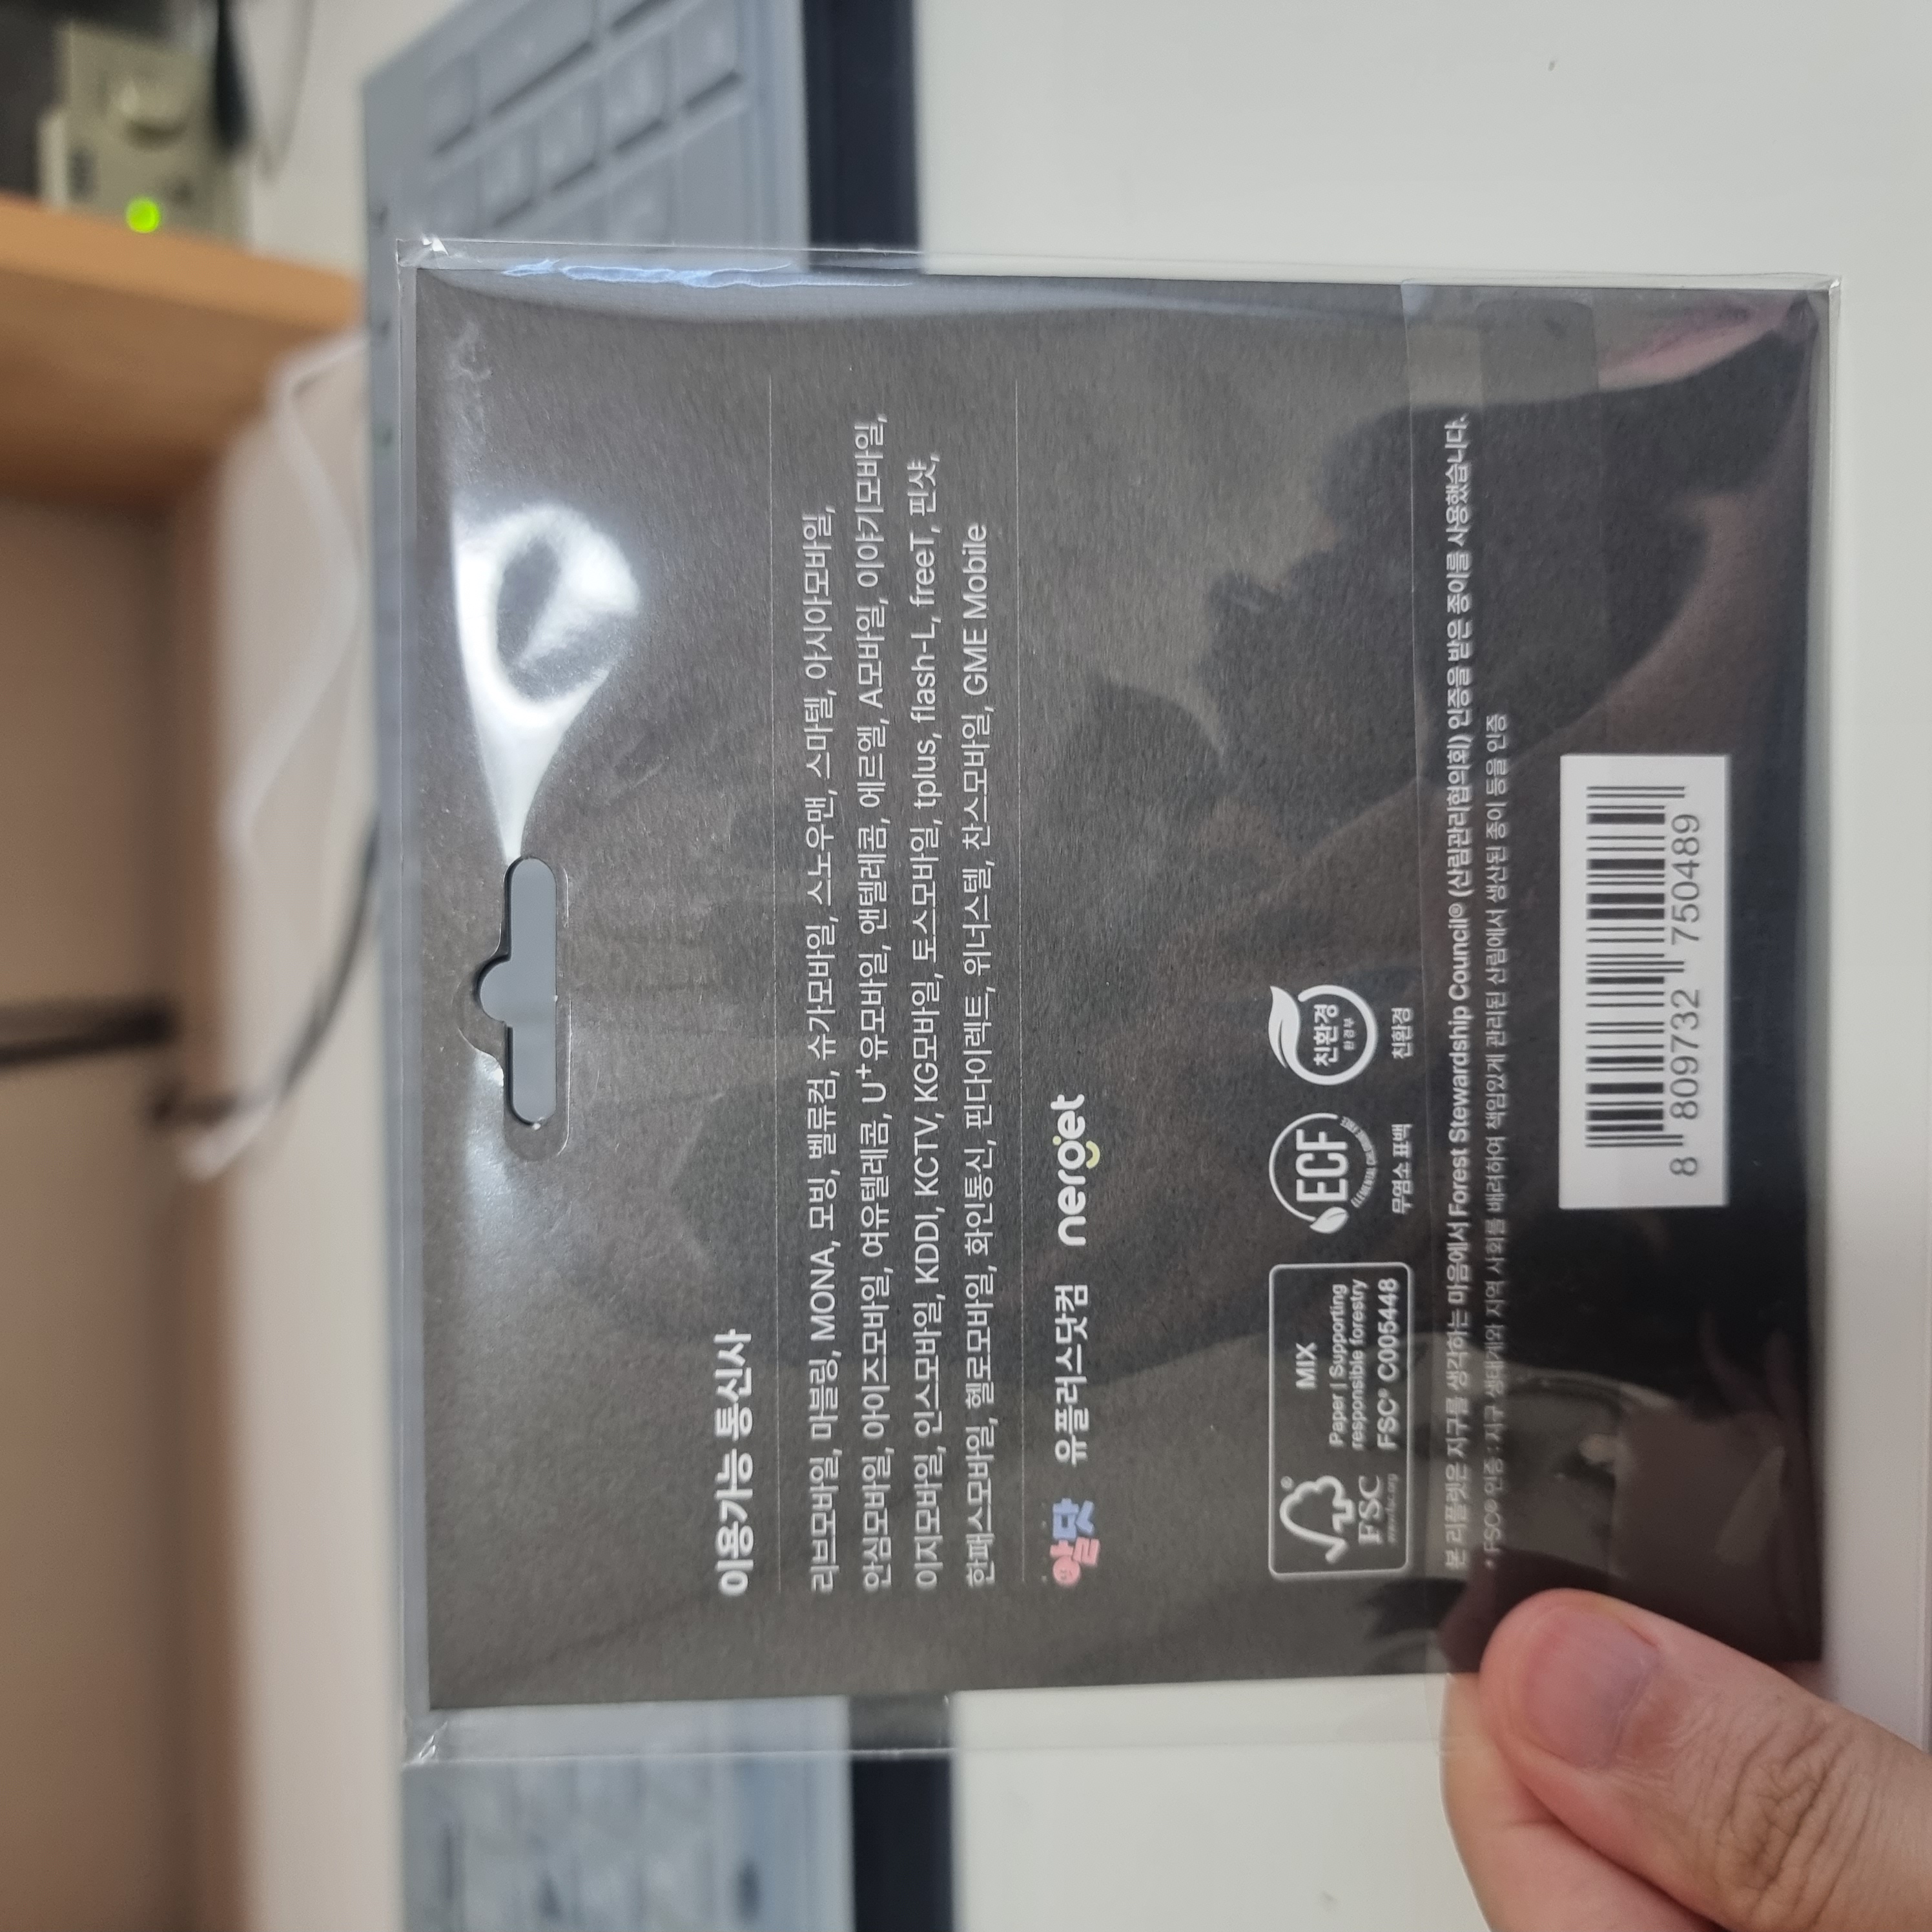 이용가능 통신사
리브모바일, 마블링, MONA, 모빙, 벨류컴, 슈가모바일, 스노우맨, 스마텔, 아시아모바일,
안심모바일, 아이즈모바일, 여유텔레콤, U⁺유모바일, 앤텔레콤, 에르엘, A모바일, 이야기모바일,
이지모바일, 인스모바일, KDDI, KCTV, KG모바일, 토스모바일, tplus, flash-L, freeT, 핀샷,
한패스모바일, 헬로모바일, 화인통신, 핀다이렉트, 위너스텔, 찬스모바일, GME Mobile
알닷 유플러스닷컴 nerget
FSC®
www.fsc.org
MIX
Paper | Supporting
responsible forestry
FSC® C005448
ECF
ELEMENTAL CHLORINE FREE
무염소 표백
친환경
환경부
친환경
본 리플렛은 지구를 생각하는 마음에서 Forest Stewardship Council® (산림관리협의회) 인증을 받은 종이를 사용했습니다.
* FSC® 인증 : 지구 생태계와 지역 사회를 배려하여 책임있게 관리된 산림에서 생산된 종이 등을 인증
8 809732 750489